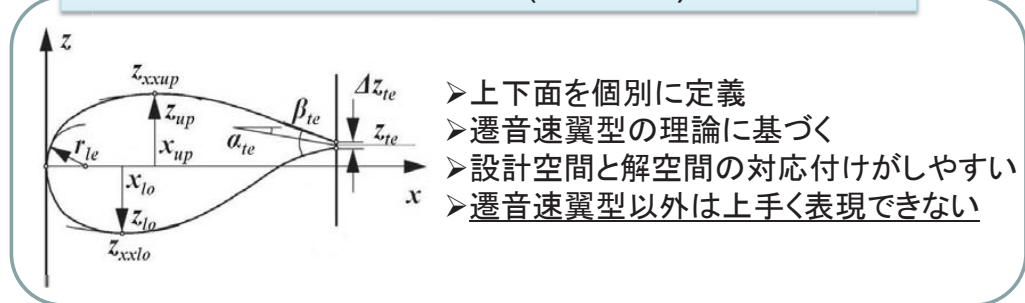 z
z_xxup
Δz_te
z_up
β_te
z_te
α_te
x_up
r_le
x_lo
x
z_lo
z_xxlo
➢上下面を個別に定義
➢遷音速翼型の理論に基づく
➢設計空間と解空間の対応付けがしやすい
➢遷音速翼型以外は上手く表現できない